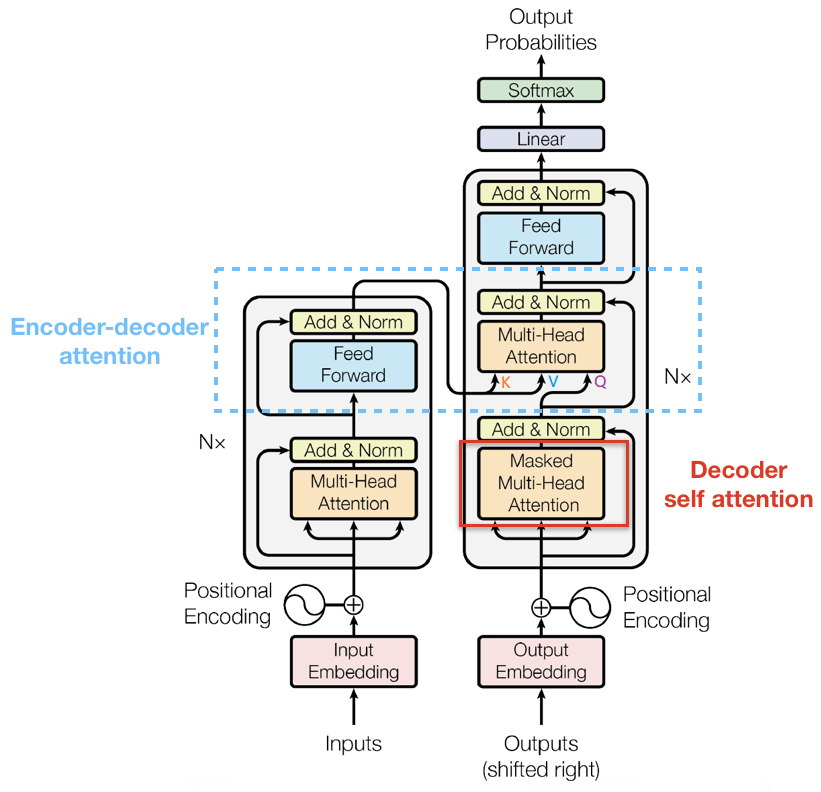 Output
Probabilities
Softmax
Linear
Add & Norm
Feed
Forward
Add & Norm
Multi-Head
Attention
K
V
Q
N×
Encoder-decoder
attention
Add & Norm
Feed
Forward
N×
Add & Norm
Multi-Head
Attention
Add & Norm
Masked
Multi-Head
Attention
Decoder
self attention
Positional
Encoding
Positional
Encoding
Input
Embedding
Output
Embedding
Inputs
Outputs
(shifted right)